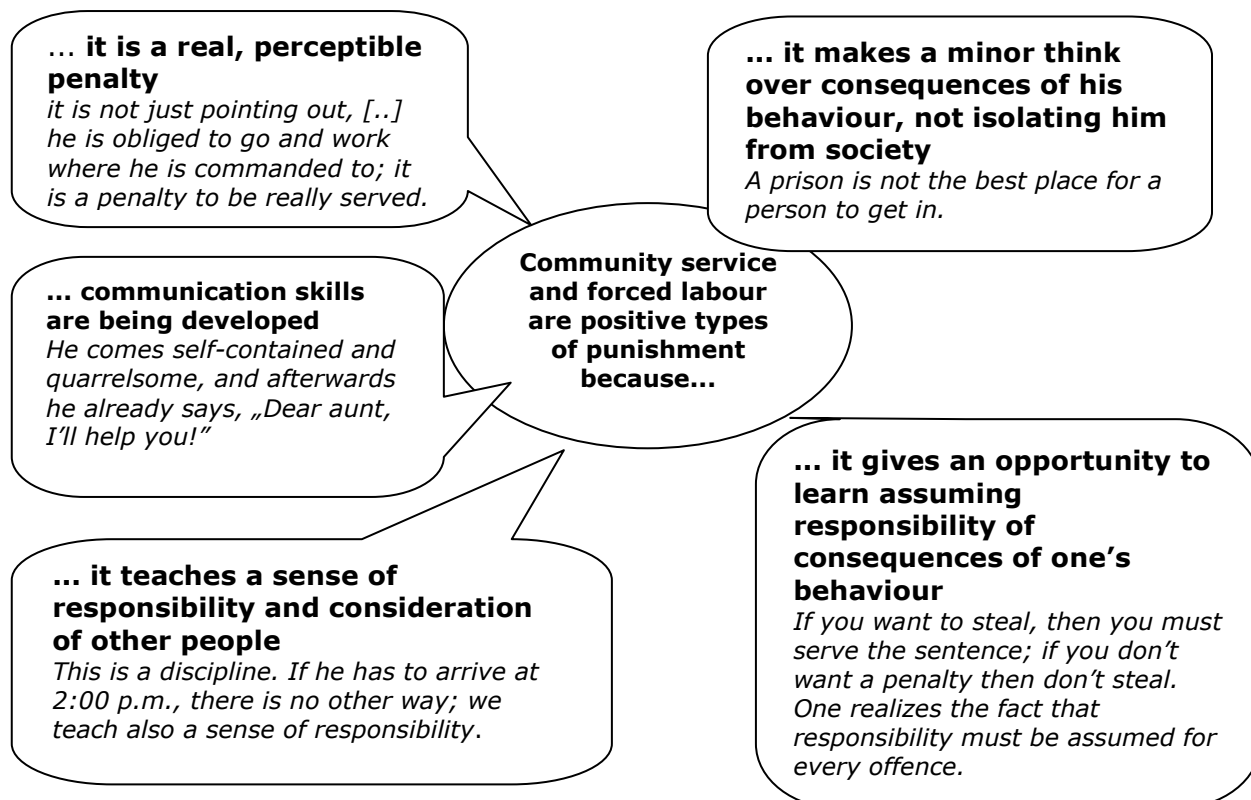 ... it is a real, perceptible
penalty
it is not just pointing out, [..]
he is obliged to go and work
where he is commanded to; it
is a penalty to be really served.
... it makes a minor think
over consequences of his
behaviour, not isolating him
from society
A prison is not the best place for a
person to get in.
Community service
and forced labour
are positive types
of punishment
because...
... communication skills
are being developed
He comes self-contained and
quarrelsome, and afterwards
he already says, „Dear aunt,
I'll help you!”
... it gives an opportunity to
learn assuming
responsibility of
consequences of one’s
behaviour
If you want to steal, then you must
serve the sentence; if you don’t
want a penalty then don’t steal.
One realizes the fact that
responsibility must be assumed for
every offence.
... it teaches a sense of
responsibility and consideration
of other people
This is a discipline. If he has to arrive at
2:00 p.m., there is no other way; we
teach also a sense of responsibility.